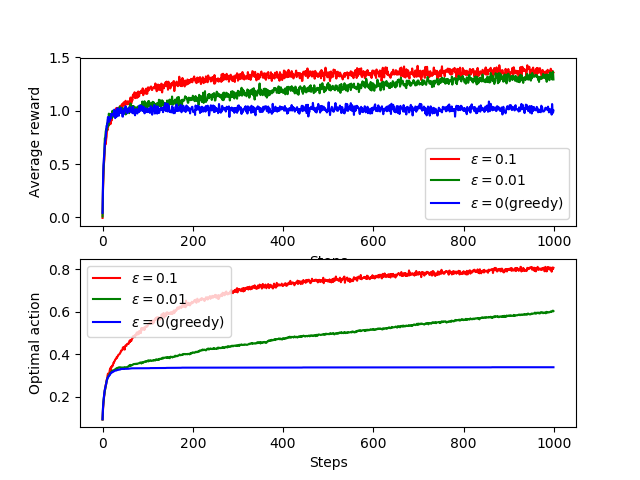 1.5
1.0
0.5
0.0
Average reward
ε = 0.1
ε = 0.01
ε = 0(greedy)
0 200 400 600 800 1000
Steps
0.8
0.6
0.4
0.2
Optimal action
ε = 0.1
ε = 0.01
ε = 0(greedy)
0 200 400 600 800 1000
Steps